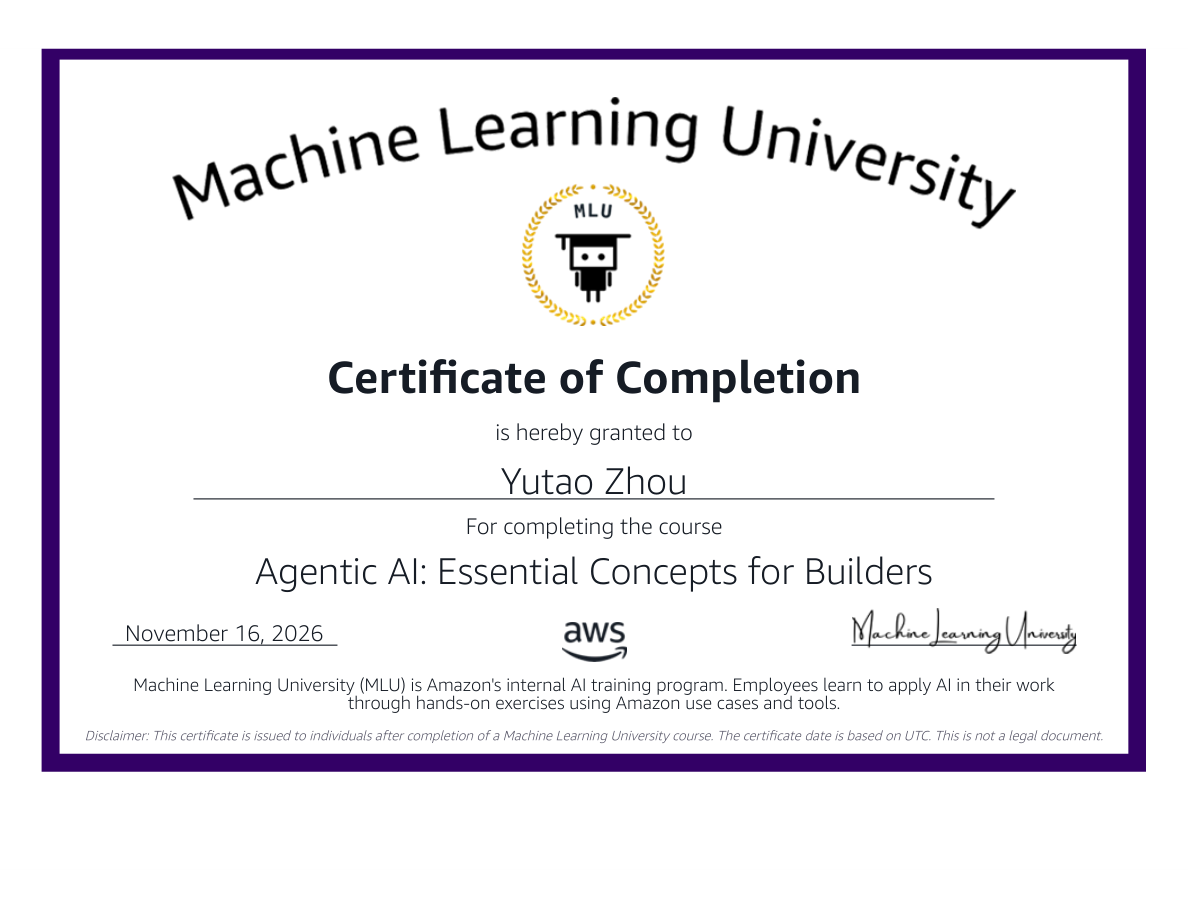 Machine Learning University
MLU
Certificate of Completion
is hereby granted to
Yutao Zhou
For completing the course
Agentic AI: Essential Concepts for Builders
November 16, 2026
aws
Machine Learning University
Machine Learning University (MLU) is Amazon's internal AI training program. Employees learn to apply AI in their work
through hands-on exercises using Amazon use cases and tools.
Disclaimer: This certificate is issued to individuals after completion of a Machine Learning University course. The certificate date is based on UTC. This is not a legal document.